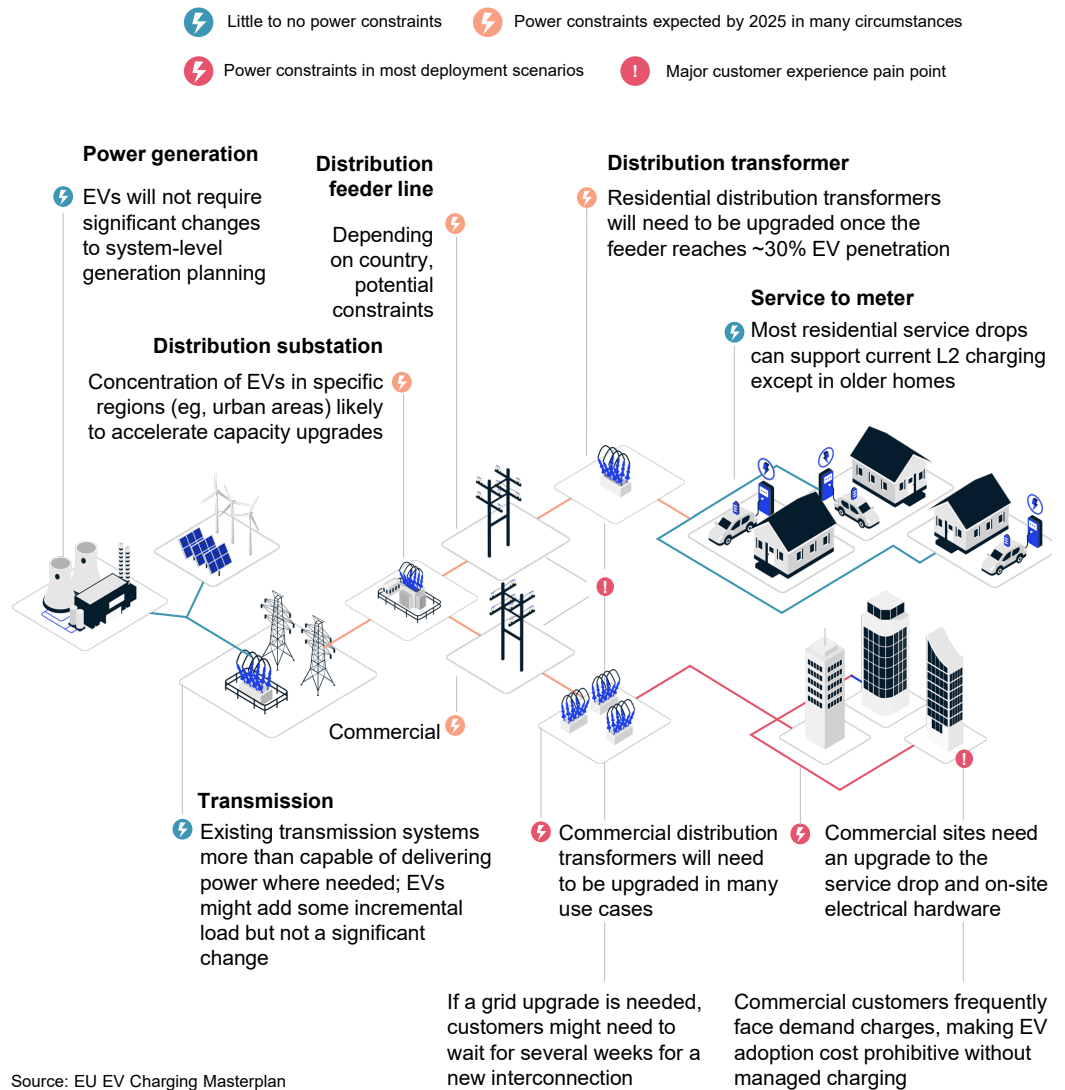 Little to no power constraints
Power constraints expected by 2025 in many circumstances
Power constraints in most deployment scenarios
!
Major customer experience pain point
Power generation
EVs will not require
significant changes
to system-level
generation planning
Distribution
feeder line
Depending
on country,
potential
constraints
Distribution transformer
Residential distribution transformers
will need to be upgraded once the
feeder reaches ~30% EV penetration
Service to meter
Most residential service drops
can support current L2 charging
except in older homes
Distribution substation
Concentration of EVs in specific
regions (eg, urban areas) likely
to accelerate capacity upgrades
!
Commercial
!
Transmission
Existing transmission systems
more than capable of delivering
power where needed; EVs
might add some incremental
load but not a significant
change
Commercial distribution
transformers will need
to be upgraded in many
use cases
Commercial sites need
an upgrade to the
service drop and on-site
electrical hardware
If a grid upgrade is needed,
customers might need to
wait for several weeks for a
new interconnection
Commercial customers frequently
face demand charges, making EV
adoption cost prohibitive without
managed charging
Source: EU EV Charging Masterplan